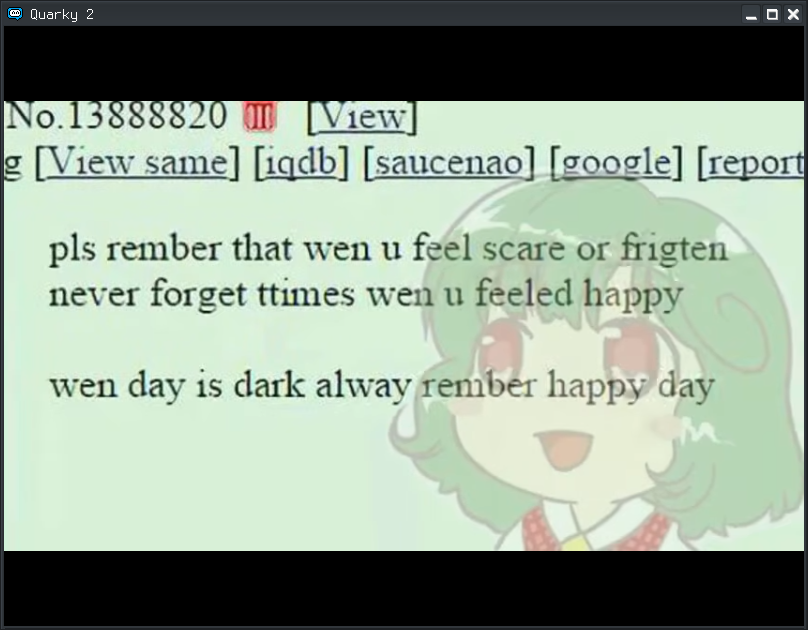 Quarky 2
No.13888820 [View]
g [View same] [iqdb] [saucenao] [google] [report
pls rember that wen u feel scare or frigten
never forget ttimes wen u feeled happy
wen day is dark alway rember happy day